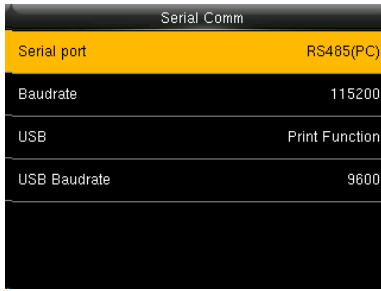 Serial Comm
Serial port RS485(PC)
Baudrate 115200
USB Print Function
USB Baudrate 9600